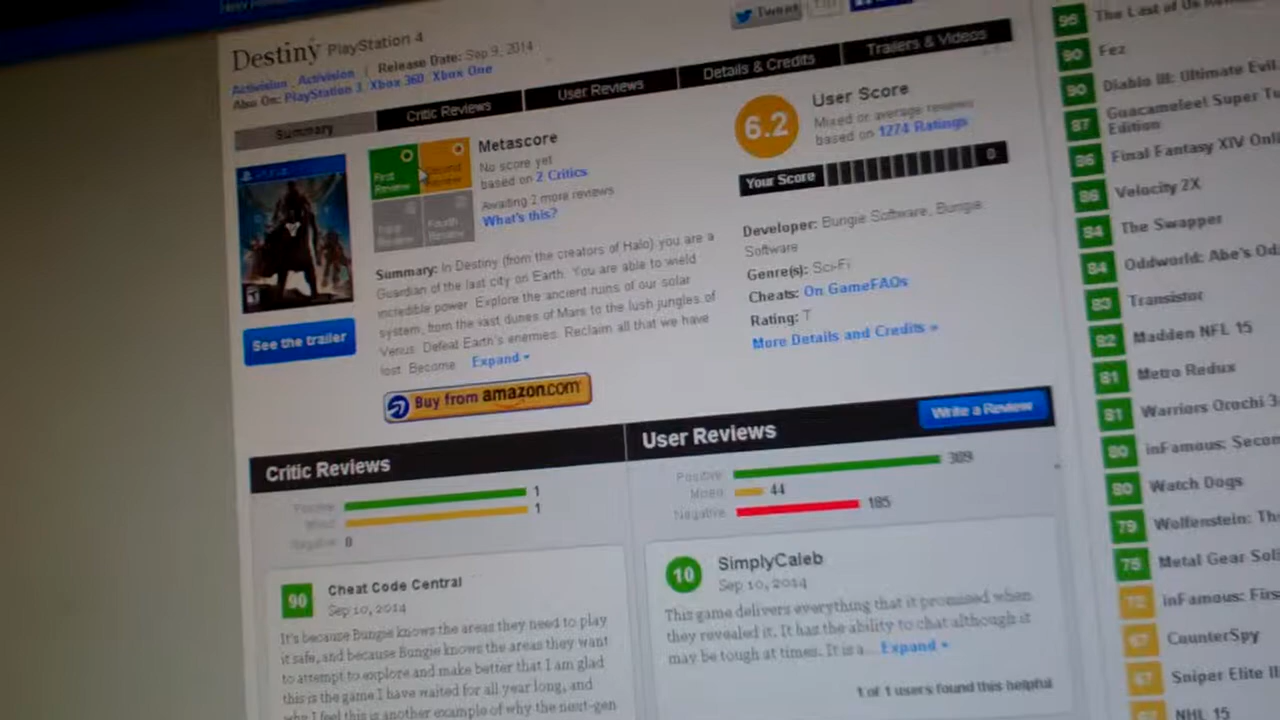 Tweet
Destiny PlayStation 4
Activision, Activision | Release Date: Sep 9, 2014
Also On: PlayStation 3, Xbox 360, Xbox One
Summary
Critic Reviews
User Reviews
Details & Credits
Trailers & Videos
First
Review
Review
Fourth
Review
Metascore
No score yet
based on 2 Critics
Awaiting 2 more reviews
What's this?
6.2
User Score
Mixed or average reviews
based on 1274 Ratings
Your Score
0
See the trailer
Summary: In Destiny (from the creators of Halo) you are a
Guardian of the last city on Earth. You are able to wield
incredible power. Explore the ancient ruins of our solar
system, from the vast dunes of Mars to the lush jungles of
Venus. Defeat Earth's enemies. Reclaim all that we have
lost. Become Expand
Buy from amazon.com
Developer: Bungie Software, Bungie
Software
Genre(s): Sci-Fi
Cheats: On GameFAQs
Rating: T
More Details and Credits »
Critic Reviews
Positive: 1
Mixed: 1
Negative: 0
90
Cheat Code Central
Sep 10, 2014
It's because Bungie knows the areas they need to play
it safe, and because Bungie knows the areas they want
to attempt to explore and make better that I am glad
this is the game I have waited for all year long, and
why I feel this is another example of why the next-gen
User Reviews
Write a Review
Positive: 309
Mixed: 44
Negative: 185
10
SimplyCaleb
Sep 10, 2014
This game delivers everything that it promised when
they revealed it. It has the ability to chat although it
may be tough at times. It is a... Expand
1 of 1 users found this helpful
95 The Last of Us
90 Fez
90 Diablo III: Ultimate Evil
87 Guacamelee! Super Tu
Edition
86 Final Fantasy XIV Onli
86 Velocity 2X
84 The Swapper
84 Oddworld: Abe's Od
83 Transistor
82 Madden NFL 15
81 Metro Redux
81 Warriors Orochi 3
80 inFamous: Secon
80 Watch Dogs
79 Wolfenstein: Th
75 Metal Gear Soli
72 inFamous: Firs
67 CounterSpy
67 Sniper Elite II
NHL 15